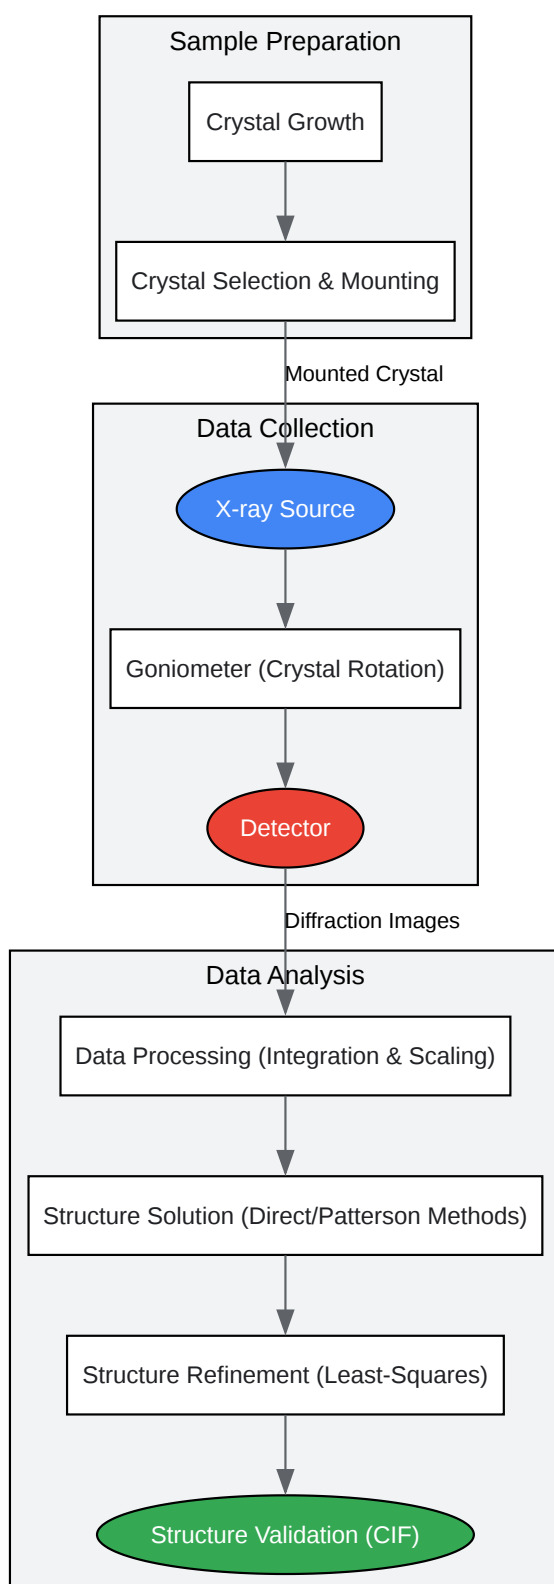 Sample Preparation
Crystal Growth
Crystal Selection & Mounting
Mounted Crystal
Data Collection
X-ray Source
Goniometer (Crystal Rotation)
Detector
Diffraction Images
Data Analysis
Data Processing (Integration & Scaling)
Structure Solution (Direct/Patterson Methods)
Structure Refinement (Least-Squares)
Structure Validation (CIF)